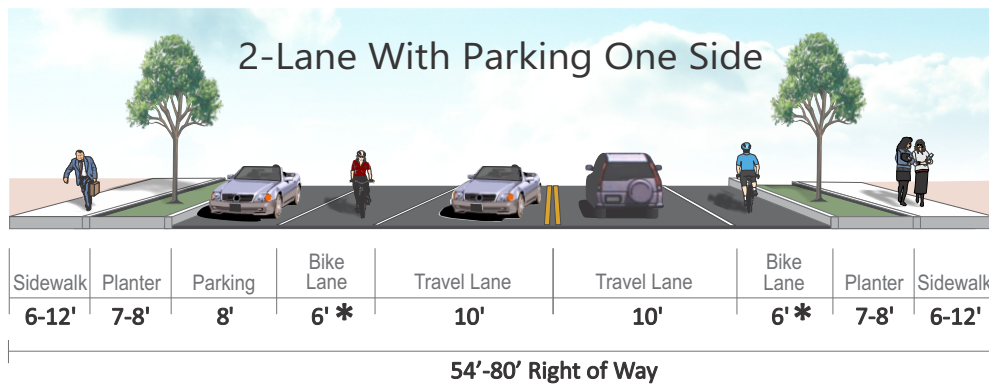 2-Lane With Parking One Side
Sidewalk Planter Parking Bike Lane Travel Lane Travel Lane Bike Lane Planter Sidewalk
6-12' 7-8' 8' 6' * 10' 10' 6' * 7-8' 6-12'
54’-80’ Right of Way